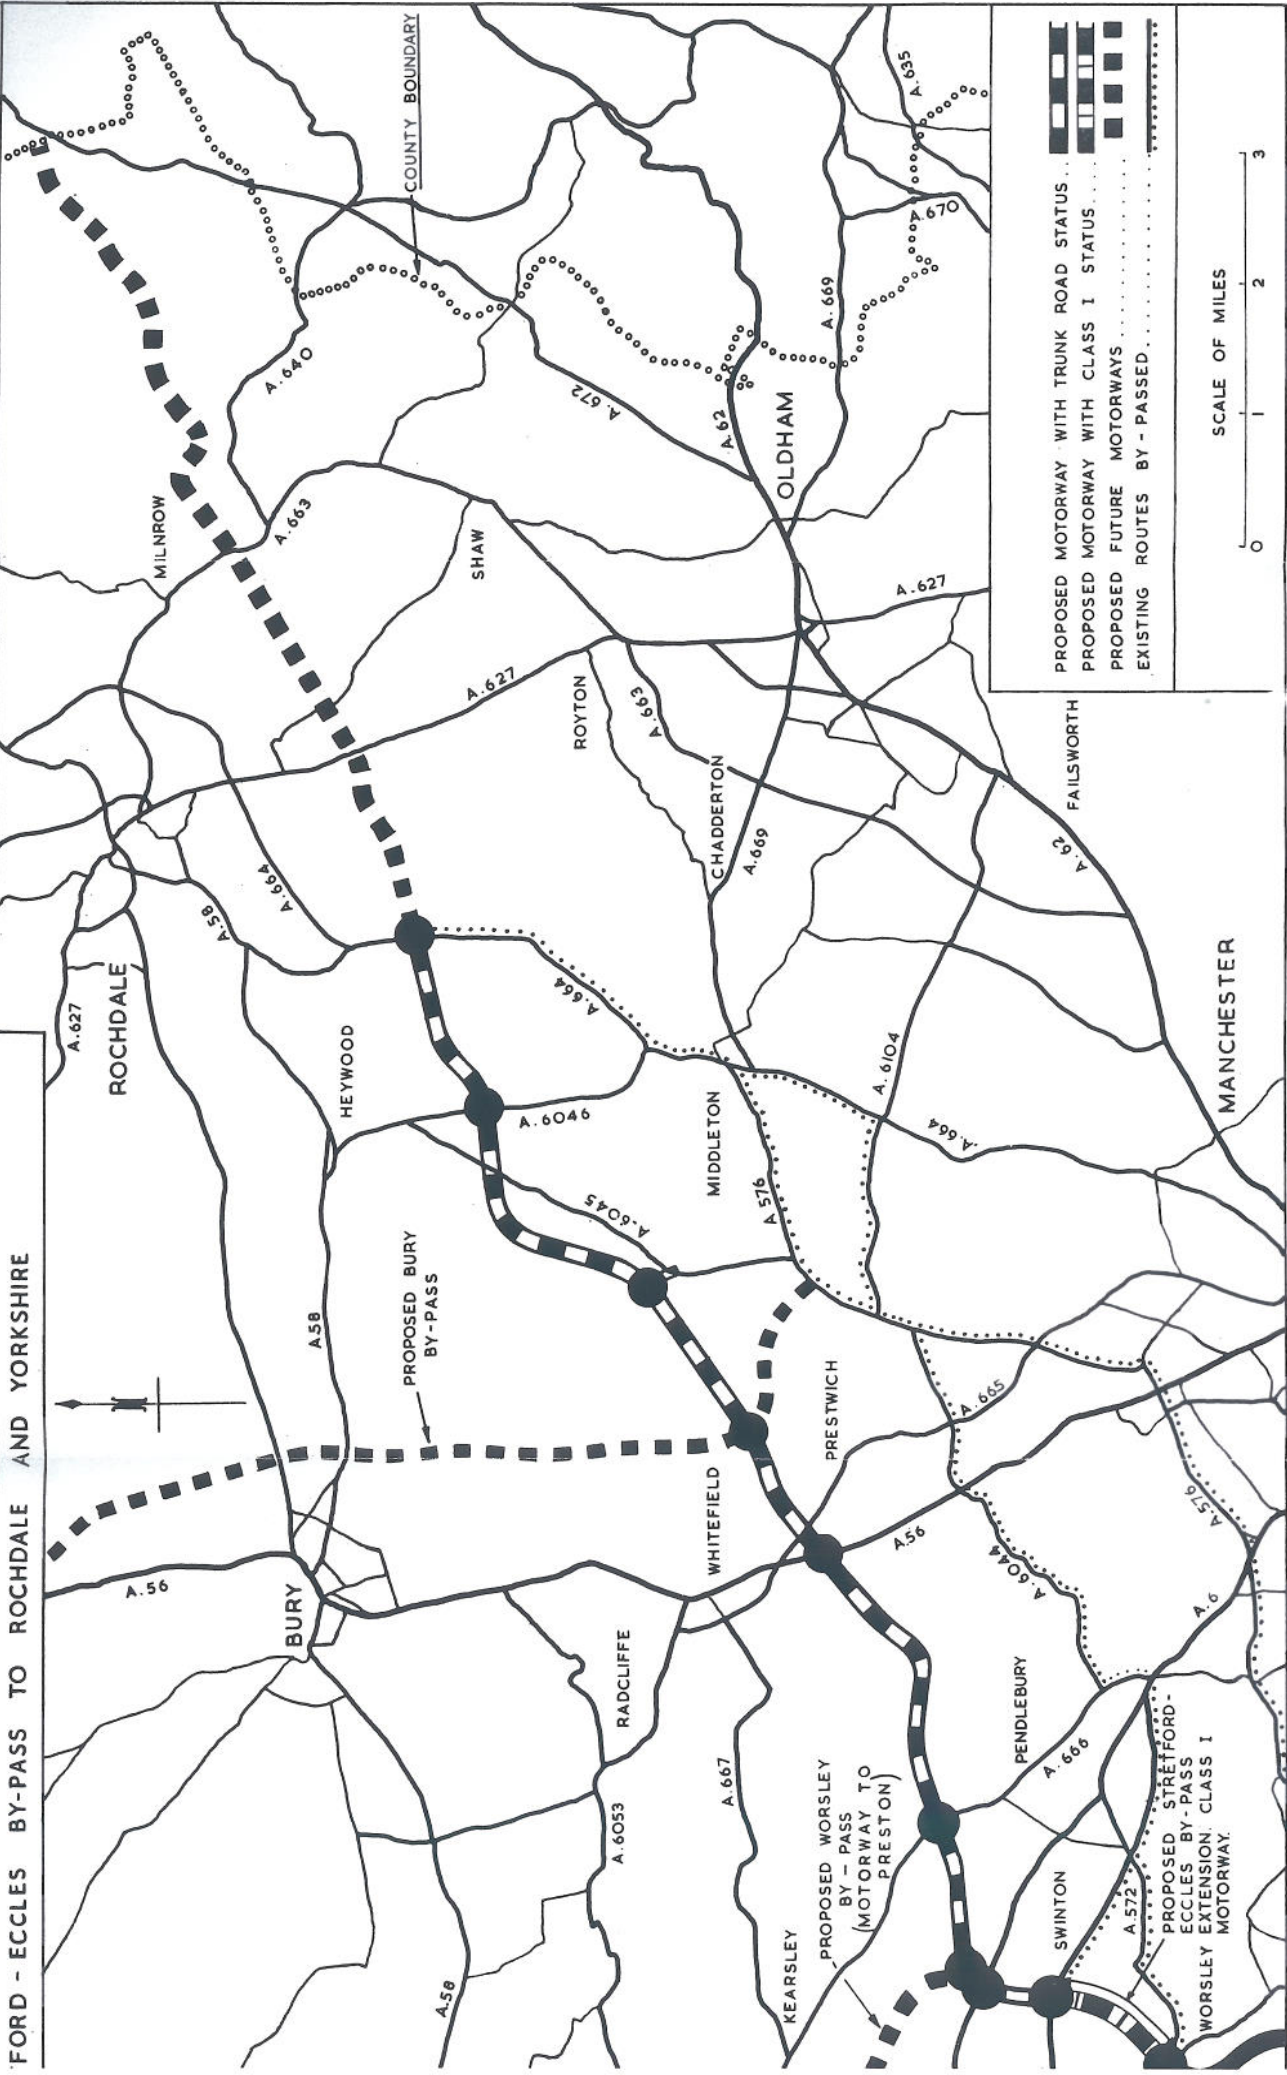 FORD - ECCLES BY-PASS TO ROCHDALE AND YORKSHIRE
A.627
ROCHDALE
MILNROW
A.58
A.664
A.663
A.640
COUNTY BOUNDARY
A.635
A.56
BURY
A58
HEYWOOD
PROPOSED BURY
BY-PASS
A.6046
A.6045
A.664
SHAW
A.627
ROYTON
A.663
A.672
A.62
OLDHAM
A.669
A.670
A.58
A.6053
RADCLIFFE
WHITEFIELD
A.667
MIDDLETON
A 576
CHADDERTON
A.669
A.627
KEARSLEY
PRESTWICH
A.56
A.665
A.6104
A.664
FAILSWORTH
A.62
PROPOSED WORSLEY
BY - PASS
(MOTORWAY TO
PRESTON)
PENDLEBURY
A.666
A.6044
A.6
A.576
MANCHESTER
SWINTON
A.572
PROPOSED STRETFORD-
ECCLES BY-PASS
WORSLEY EXTENSION. CLASS I
MOTORWAY.
PROPOSED MOTORWAY WITH TRUNK ROAD STATUS ..
PROPOSED MOTORWAY WITH CLASS I STATUS ....
PROPOSED FUTURE MOTORWAYS ............
EXISTING ROUTES BY-PASSED ............
SCALE OF MILES
0 1 2 3
N